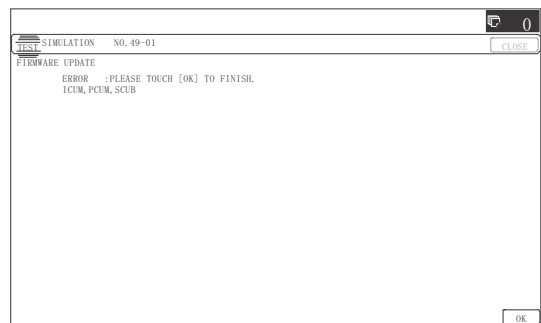 0
TEST SIMULATION NO. 49-01
CLOSE
FIRMWARE UPDATE
ERROR :PLEASE TOUCH [OK] TO FINISH.
ICUM, PCUM, SCUB
OK